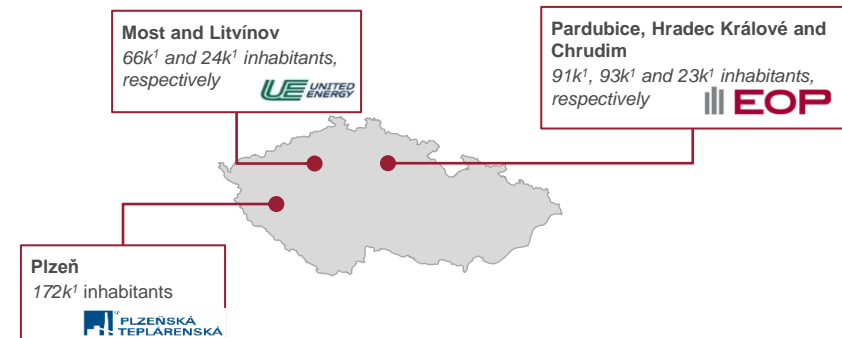 Most and Litvínov
66k¹ and 24k¹ inhabitants,
respectively
UE UNITED
ENERGY
Pardubice, Hradec Králové and
Chrudim
91k¹, 93k¹ and 23k¹ inhabitants,
respectively
EOP
Plzeň
172k¹ inhabitants
PLZEŇSKÁ
TEPLÁRENSKÁ